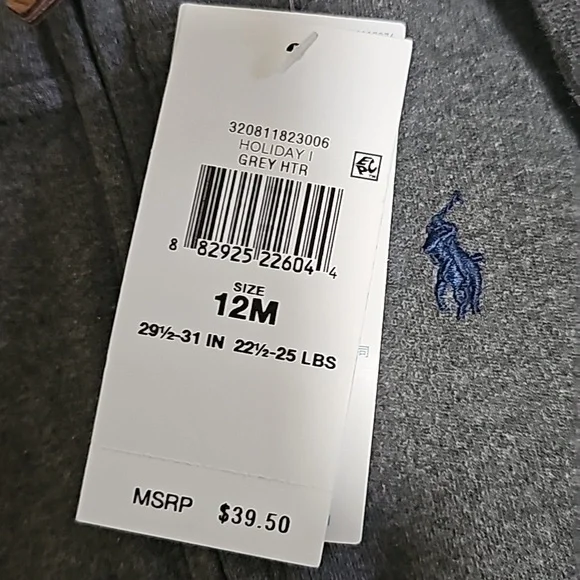 320811823006
HOLIDAY I
GREY HTR
8 82925 22604 4
SIZE
12M
29½-31 IN 22½-25 LBS
MSRP $39.50